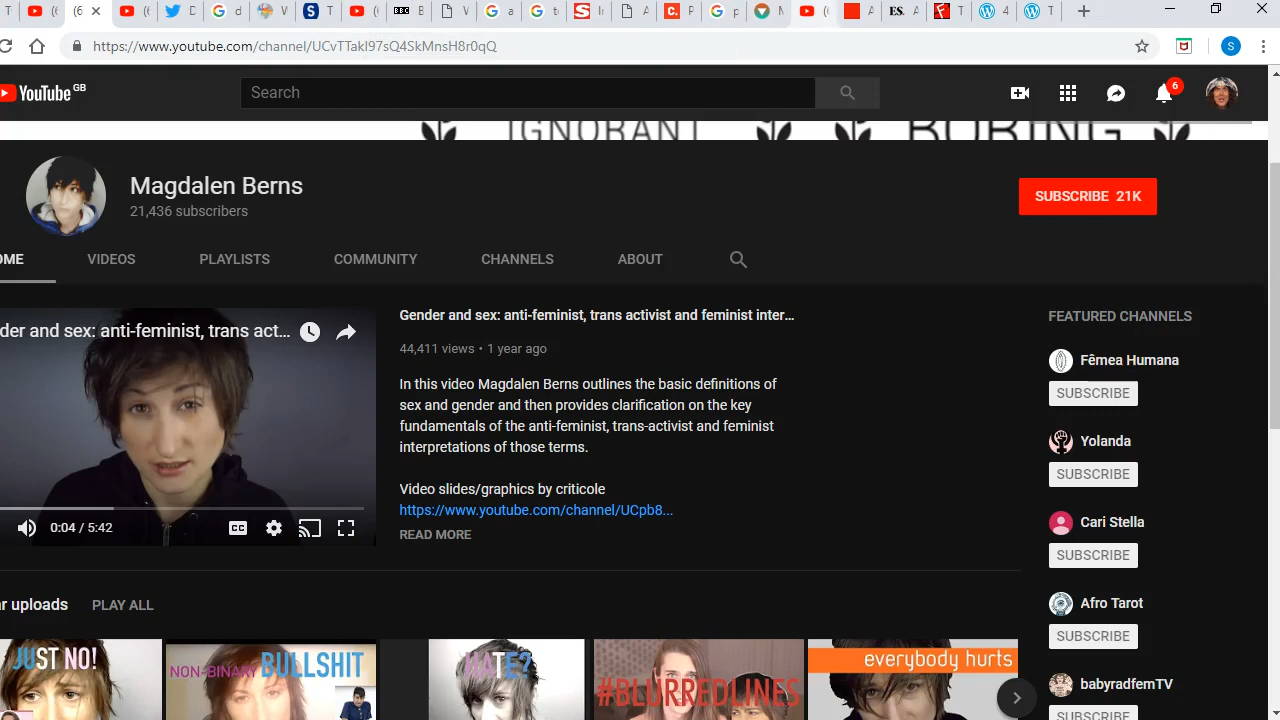 https://www.youtube.com/channel/UCvTTakl97sQ4SkMnsH8r0qQ
YouTube GB
Search
6
IGNORANT BORING
Magdalen Berns
21,436 subscribers
SUBSCRIBE 21K
OME VIDEOS PLAYLISTS COMMUNITY CHANNELS ABOUT
der and sex: anti-feminist, trans act...
0:04 / 5:42
Gender and sex: anti-feminist, trans activist and feminist inter...
44,411 views • 1 year ago
In this video Magdalen Berns outlines the basic definitions of
sex and gender and then provides clarification on the key
fundamentals of the anti-feminist, trans-activist and feminist
interpretations of those terms.
Video slides/graphics by criticole
https://www.youtube.com/channel/UCpb8...
READ MORE
FEATURED CHANNELS
Fêmea Humana
SUBSCRIBE
Yolanda
SUBSCRIBE
Cari Stella
SUBSCRIBE
Afro Tarot
SUBSCRIBE
babyradfemTV
SUBSCRIBE
ar uploads PLAY ALL
JUST NO!
NON-BINARY BULLSHIT
HATE?
#BLURREDLINES
everybody hurts